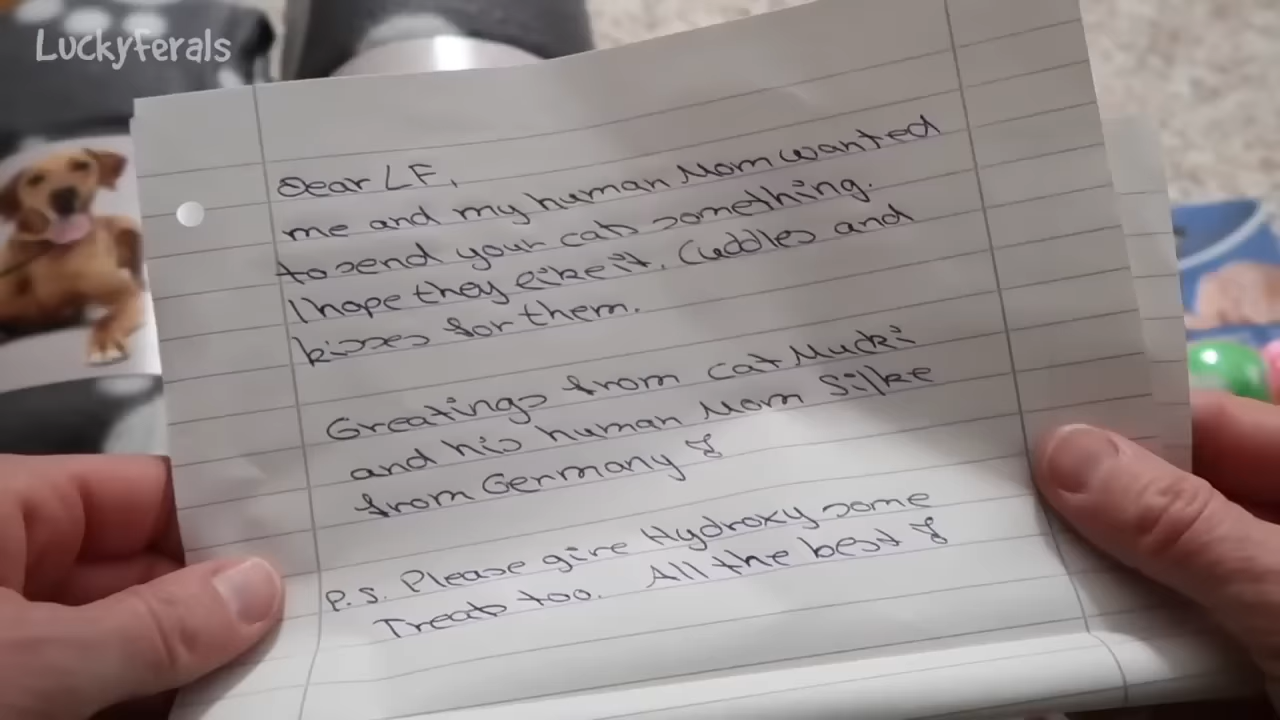 Luckyferals
Dear LF,
me and my human Mom wanted
to send your cats something.
I hope they like it. Cuddles and
kisses for them.
Greatings from cat Mucki
and his human Mom Silke
from Germany
P.S. Please give Hydroxy some
Treats too. All the best